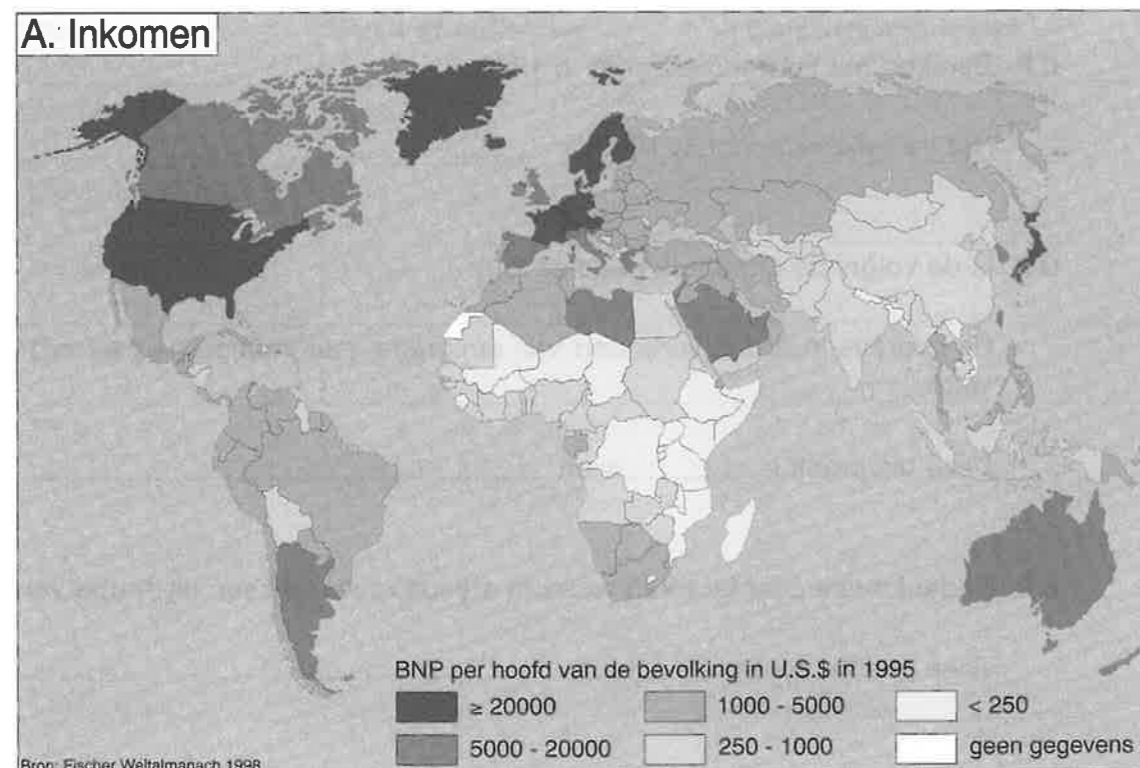 A. Inkomen
BNP per hoofd van de bevolking in U.S.$ in 1995
≥ 20000
1000 - 5000
< 250
5000 - 20000
250 - 1000
geen gegevens
Bron: Fischer Weltalmanach 1998